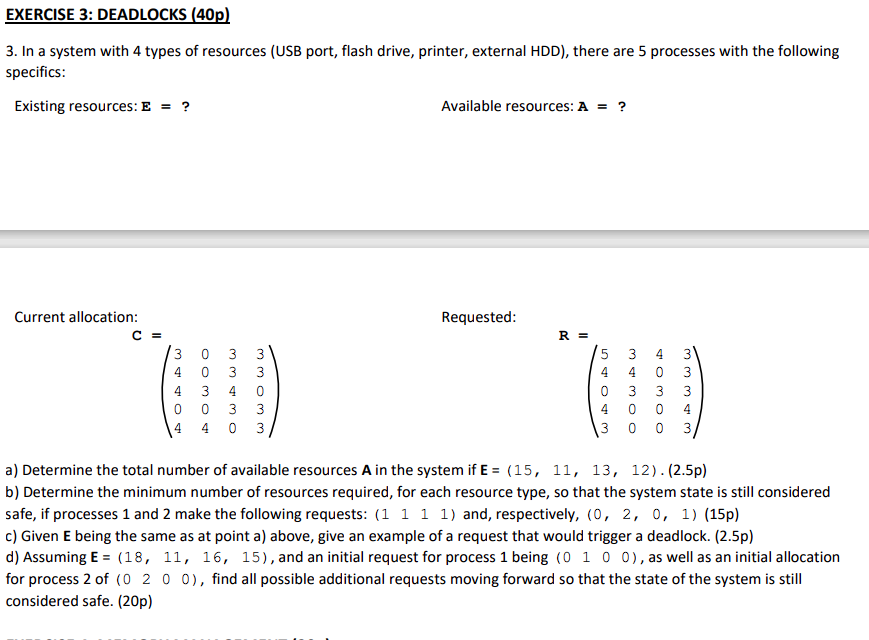 EXERCISE 3: DEADLOCKS (40p)
3. In a system with 4 types of resources (USB port, flash drive, printer, external HDD), there are 5 processes with the following
specifics:
Existing resources: E = ?
Available resources: A = ?
Current allocation:
C =
3 0 3 3
4 0 3 3
4 3 4 0
0 0 3 3
4 4 0 3
Requested:
R =
5 3 4 3
4 4 0 3
0 3 3 3
4 0 0 4
3 0 0 3
a) Determine the total number of available resources A in the system if E = (15, 11, 13, 12). (2.5p)
b) Determine the minimum number of resources required, for each resource type, so that the system state is still considered
safe, if processes 1 and 2 make the following requests: (1 1 1 1) and, respectively, (0, 2, 0, 1) (15p)
c) Given E being the same as at point a) above, give an example of a request that would trigger a deadlock. (2.5p)
d) Assuming E = (18, 11, 16, 15), and an initial request for process 1 being (0 1 0 0), as well as an initial allocation
for process 2 of (0 2 0 0), find all possible additional requests moving forward so that the state of the system is still
considered safe. (20p)